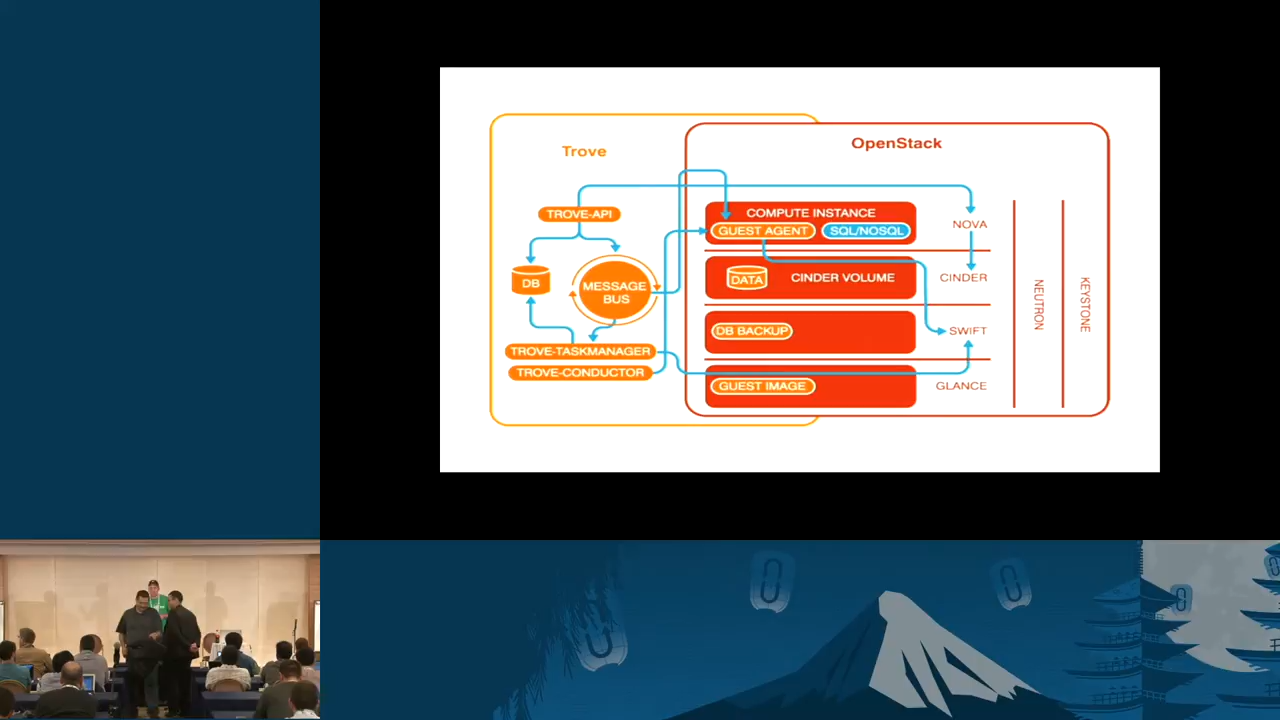 Trove
OpenStack
TROVE-API
DB
MESSAGE
BUS
TROVE-TASKMANAGER
TROVE-CONDUCTOR
COMPUTE INSTANCE
GUEST AGENT
SQL/NOSQL
NOVA
DATA
CINDER VOLUME
CINDER
DB BACKUP
SWIFT
GUEST IMAGE
GLANCE
NEUTRON
KEYSTONE